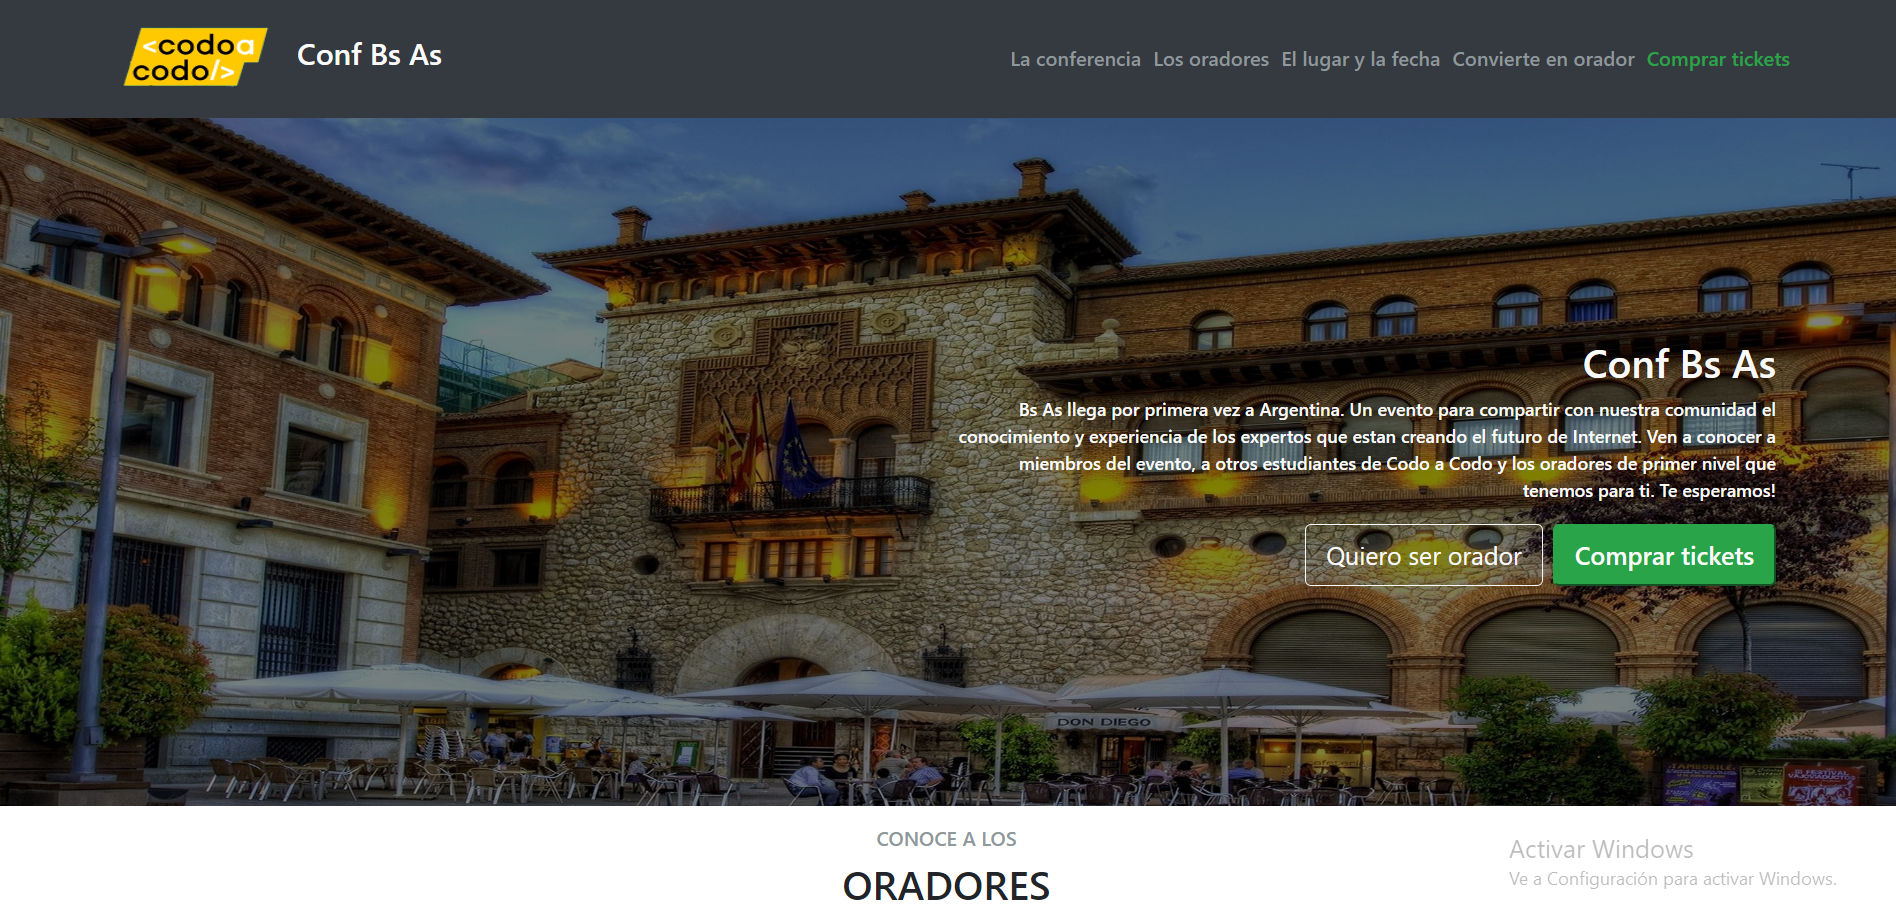 <codo a
codo/>
Conf Bs As
La conferencia Los oradores El lugar y la fecha Convierte en orador Comprar tickets
Conf Bs As
Bs As llega por primera vez a Argentina. Un evento para compartir con nuestra comunidad el
conocimiento y experiencia de los expertos que estan creando el futuro de Internet. Ven a conocer a
miembros del evento, a otros estudiantes de Codo a Codo y los oradores de primer nivel que
tenemos para ti. Te esperamos!
Quiero ser orador Comprar tickets
DON DIEGO
CONOCE A LOS
ORADORES
Activar Windows
Ve a Configuración para activar Windows.